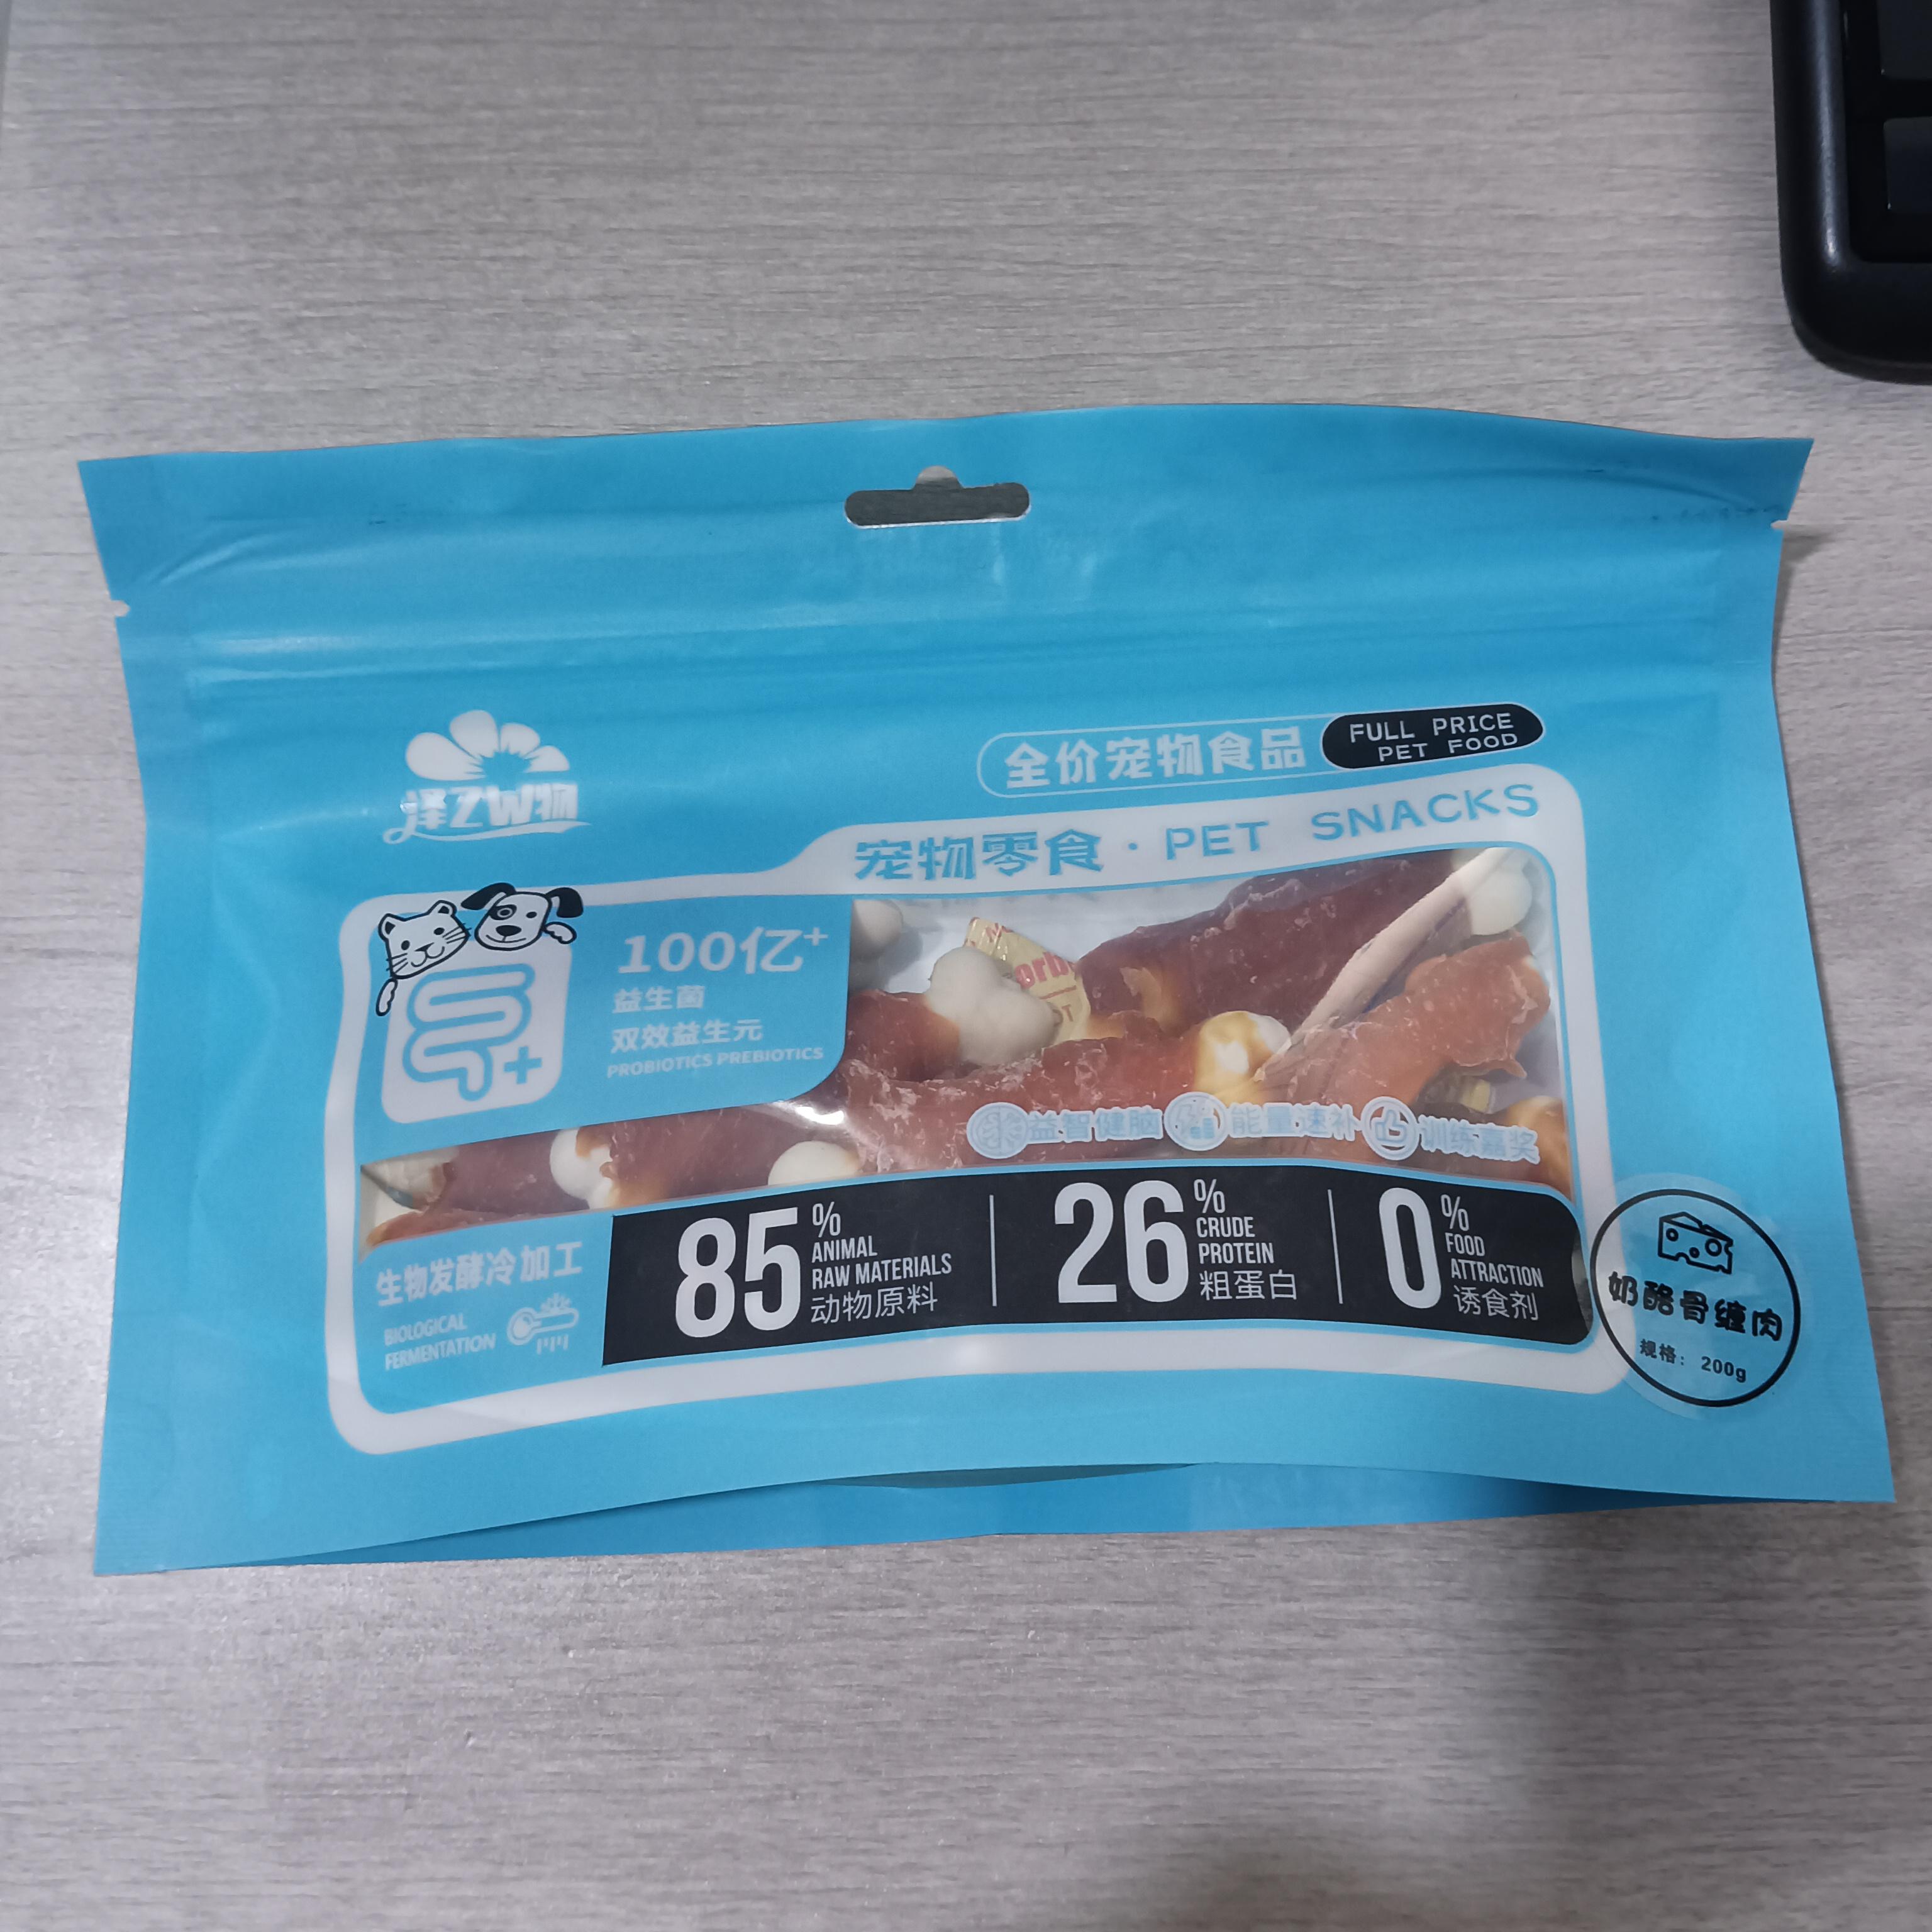 泽ZW物
全价宠物食品
FULL PRICE
PET FOOD
宠物零食·PET SNACKS
100亿+
益生菌
双效益生元
PROBIOTICS PREBIOTICS
益智健脑
能量速补
训练嘉奖
生物发酵冷加工
BIOLOGICAL
FERMENTATION
85%
ANIMAL
RAW MATERIALS
动物原料
26%
CRUDE
PROTEIN
粗蛋白
0%
FOOD
ATTRACTION
诱食剂
奶酪骨缠肉
规格: 200g